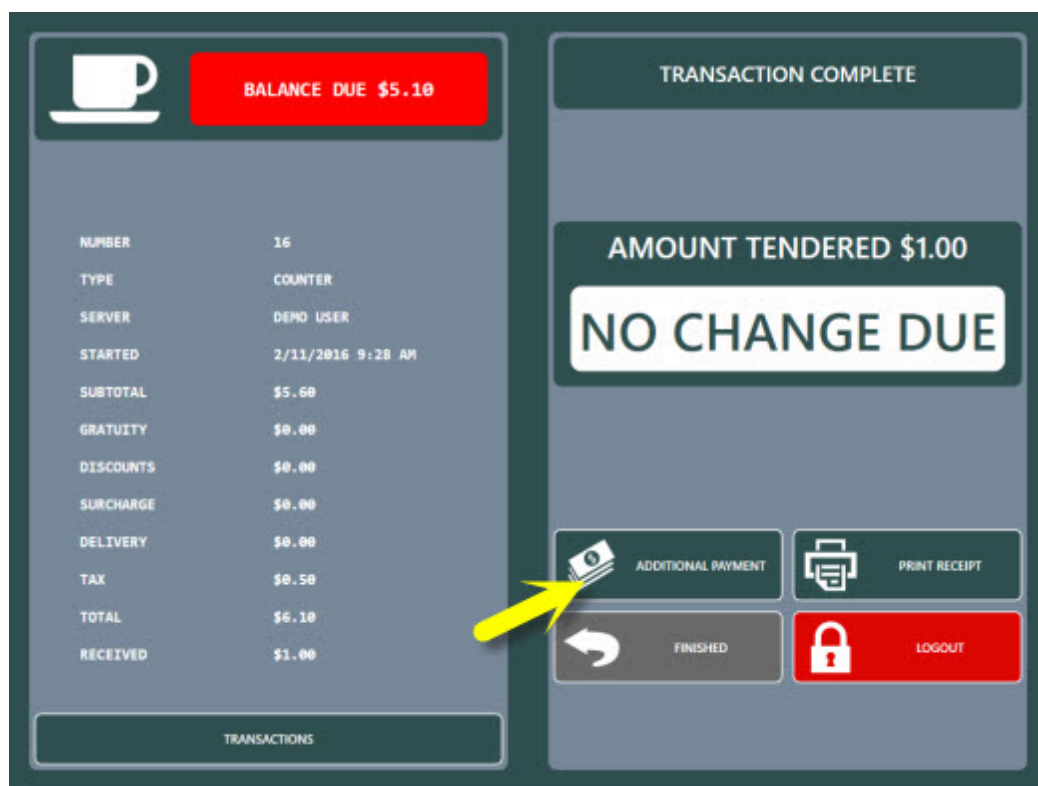 BALANCE DUE $5.10
NUMBER 16
TYPE COUNTER
SERVER DEMO USER
STARTED 2/11/2016 9:28 AM
SUBTOTAL $5.60
GRATUITY $0.00
DISCOUNTS $0.00
SURCHARGE $0.00
DELIVERY $0.00
TAX $0.50
TOTAL $6.10
RECEIVED $1.00
TRANSACTIONS
TRANSACTION COMPLETE
AMOUNT TENDERED $1.00
NO CHANGE DUE
ADDITIONAL PAYMENT
PRINT RECEIPT
FINISHED
LOGOUT